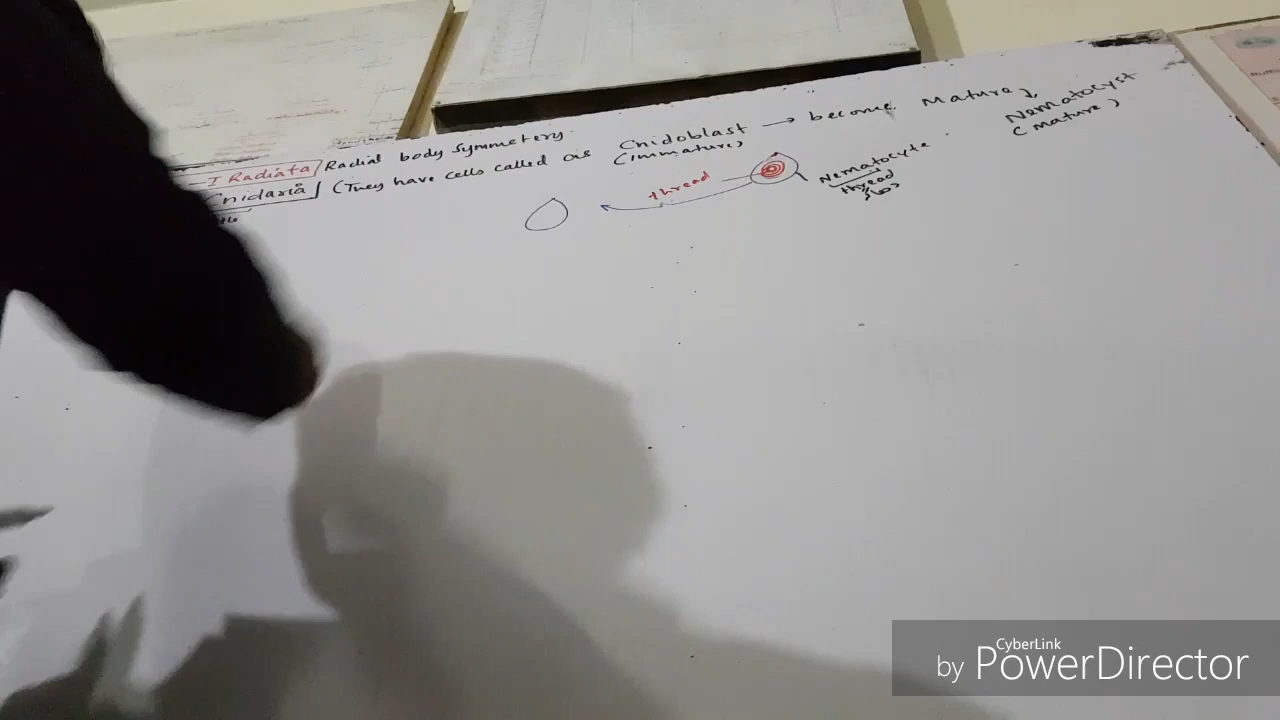 I Radiata Radial body symmetery.
Cnidaria (They have cells called as Cnidoblast → become Mature
(immature)
Nematocyst
(mature)
thread
Nematocyte
thread
CyberLink
by PowerDirector